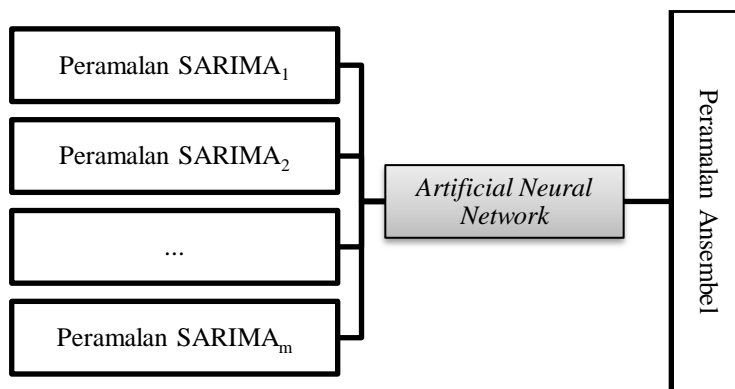 Peramalan SARIMA₁
Peramalan SARIMA₂
...
Peramalan SARIMAₘ
Artificial Neural
Network
Peramalan Ansembel